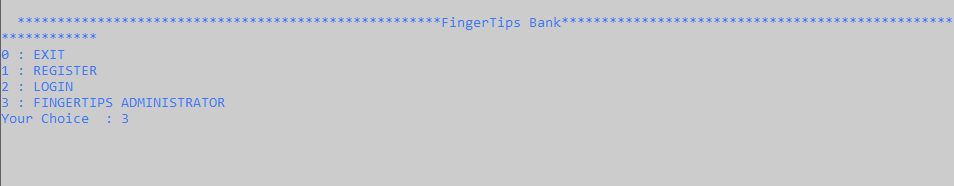 *****************************************************FingerTips Bank*************************************************
************
0 : EXIT
1 : REGISTER
2 : LOGIN
3 : FINGERTIPS ADMINISTRATOR
Your Choice  : 3